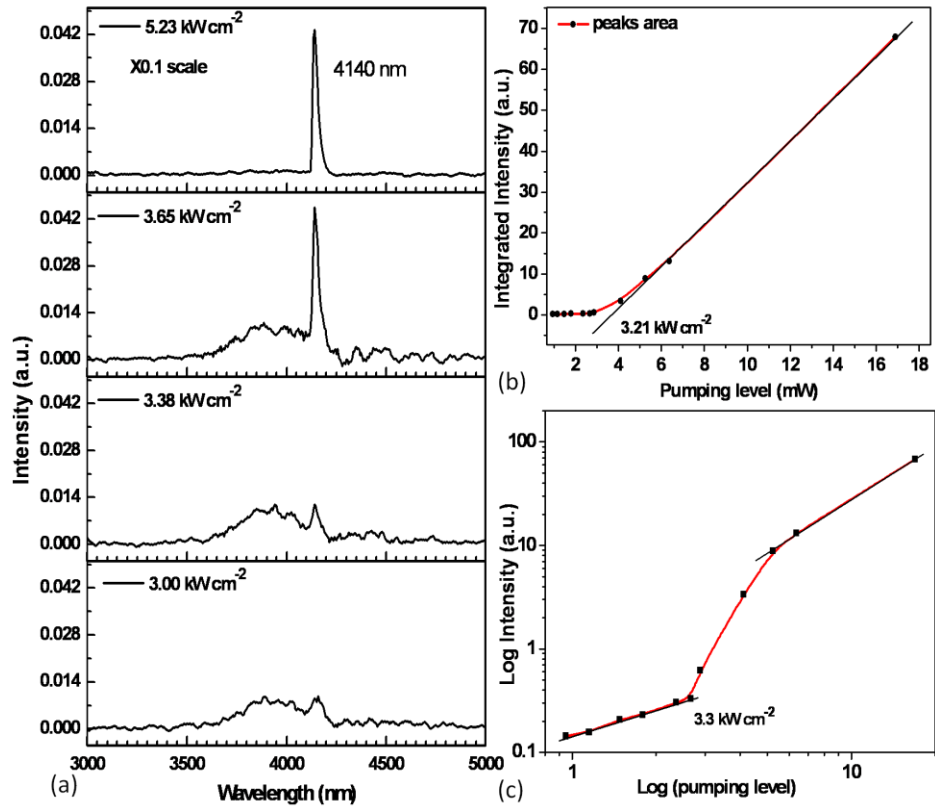 5.23 kWcm-2
X0.1 scale
4140 nm
0.042
0.028
0.014
0.000
3.65 kWcm-2
0.042
0.028
0.014
0.000
3.38 kWcm-2
0.042
0.028
0.014
0.000
3.00 kWcm-2
0.042
0.028
0.014
0.000
Intensity (a.u.)
3000 3500 4000 4500 5000
Wavelength (nm)
(a)
peaks area
70
60
50
40
30
20
10
0
Integrated Intensity (a.u.)
3.21 kWcm-2
2 4 6 8 10 12 14 16 18
Pumping level (mW)
(b)
100
10
1
0.1
Log Intensity (a.u.)
3.3 kWcm-2
1 10
Log (pumping level)
(c)